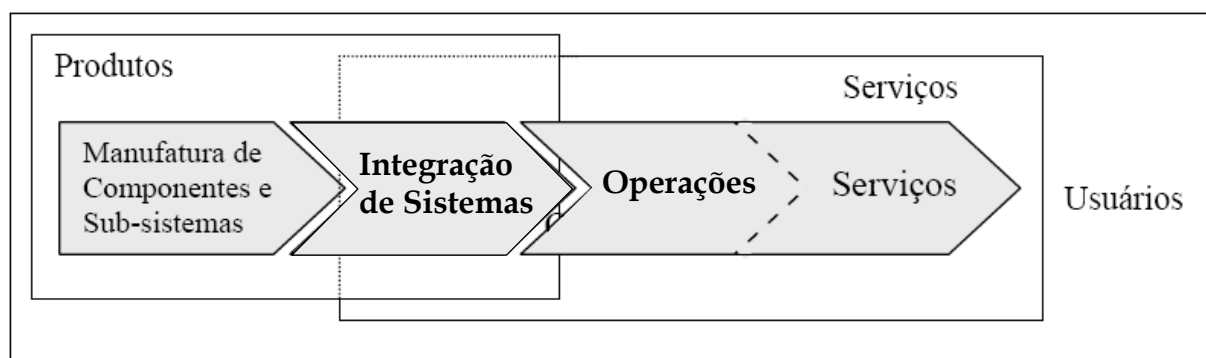 Produtos
Serviços
Manufatura de
Componentes e
Sub-sistemas
Integração
de Sistemas
Operações
Serviços
Usuários